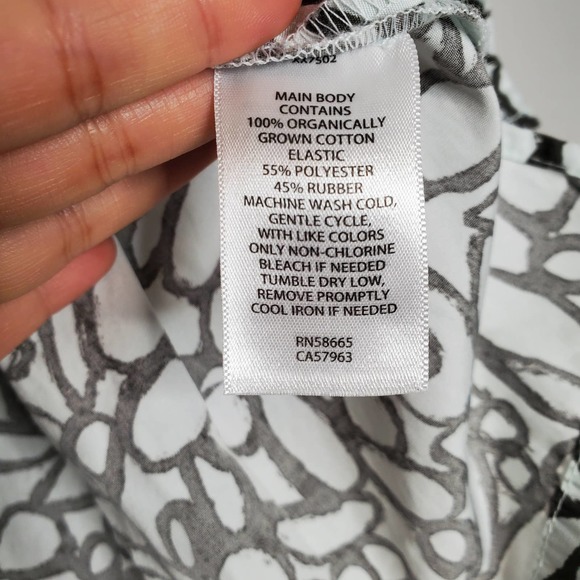 MAIN BODY
CONTAINS
100% ORGANICALLY
GROWN COTTON
ELASTIC
55% POLYESTER
45% RUBBER
MACHINE WASH COLD,
GENTLE CYCLE,
WITH LIKE COLORS
ONLY NON-CHLORINE
BLEACH IF NEEDED
TUMBLE DRY LOW,
REMOVE PROMPTLY
COOL IRON IF NEEDED
RN58665
CA57963